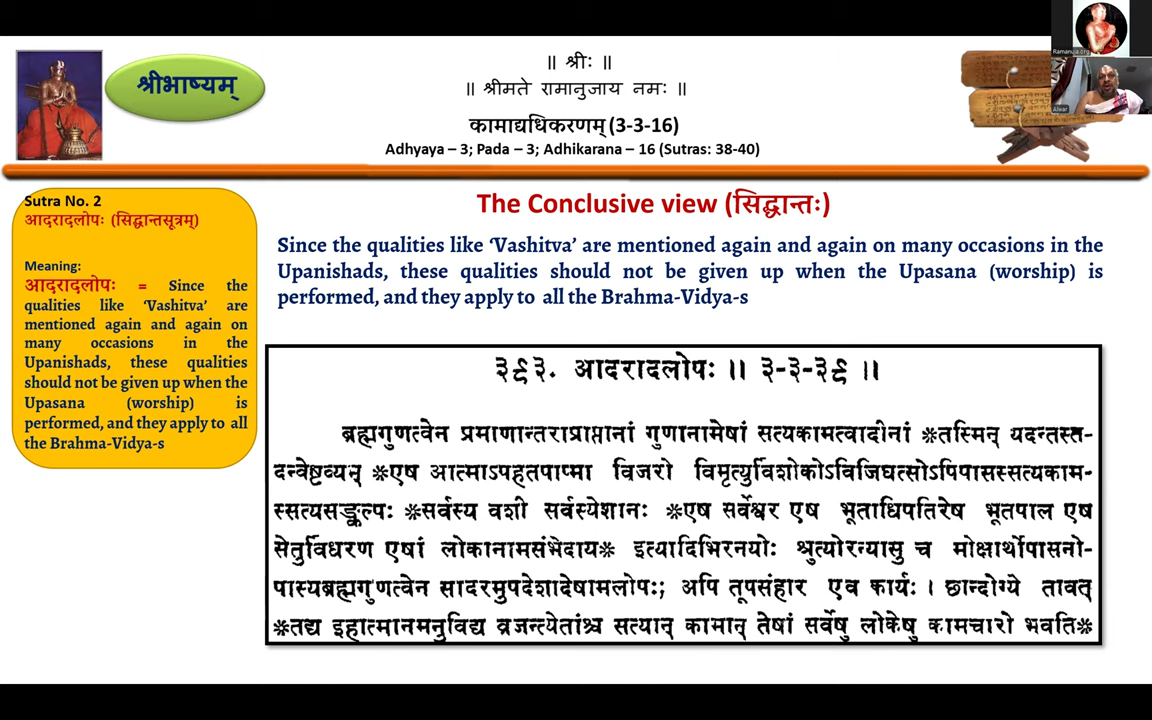 श्रीभाष्यम्
॥ श्रीः ॥
॥ श्रीमते रामानुजाय नमः ॥
कामाद्यधिकरणम् (3-3-16)
Adhyaya – 3; Pada – 3; Adhikarana – 16 (Sutras: 38-40)
Ramanuja.org
Alwar
Sutra No. 2
आदरादलोपः (सिद्धान्तसूत्रम्)
Meaning:
आदरादलोपः = Since the
qualities like ‘Vashitva’ are
mentioned again and again on
many occasions in the
Upanishads, these qualities
should not be given up when the
Upasana (worship) is
performed, and they apply to all
the Brahma-Vidya-s
The Conclusive view (सिद्धान्तः)
Since the qualities like ‘Vashitva’ are mentioned again and again on many occasions in the
Upanishads, these qualities should not be given up when the Upasana (worship) is
performed, and they apply to all the Brahma-Vidya-s
३९३. आदरादलोपः ॥ ३-३-३९ ॥
ब्रह्मगुणत्वेन प्रमाणान्तराप्राप्तानां गुणानामेषां सत्यकामत्वादीनां ❊तस्मिन् यदन्तस्त-
दन्वेष्टव्यन् ❊एष आत्माऽपहतपाप्मा विजरो विमृत्युर्विशोकोऽविजिघत्सोऽपिपासस्सत्यकाम-
स्सत्यसङ्कल्पः ❊सर्वस्य वशी सर्वस्येशानः ❊एष सर्वेश्वर एष भूताधिपतिरेष भूतपाल एष
सेतुर्विधरण एषां लोकानामसंभेदाय❊ इत्यादिभिरनयोः श्रुत्योरन्यासु च मोक्षार्थोपासनो-
पास्यब्रह्मगुणत्वेन सादरमुपदेशादेषामलोपः; अपि तूपसंहार एव कार्यः । छान्दोग्ये तावत्
❊तद्य इहात्मानमनुविद्य व्रजन्त्येतांश्च सत्यान् कामान् तेषां सर्वेषु लोकेषु कामचारो भवति❊